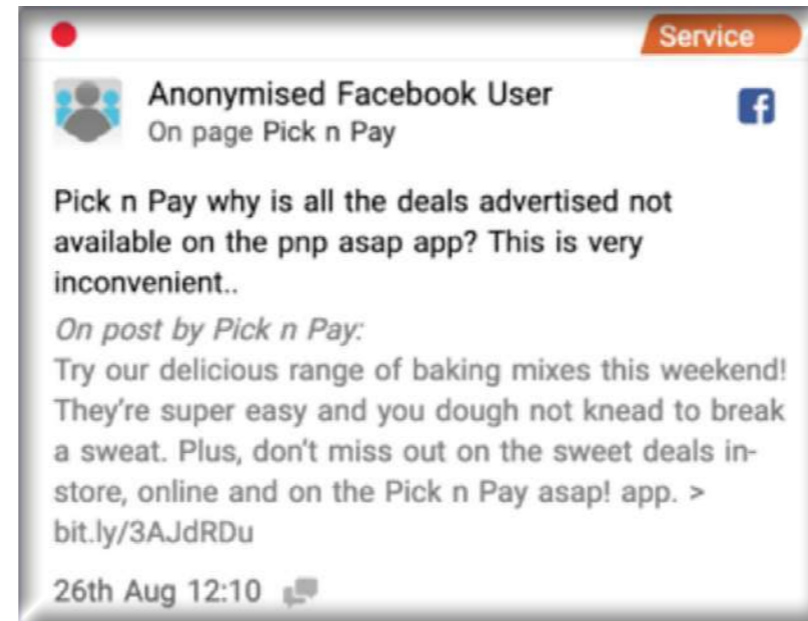 Service
Anonymised Facebook User
On page Pick n Pay
Pick n Pay why is all the deals advertised not
available on the pnp asap app? This is very
inconvenient..
On post by Pick n Pay:
Try our delicious range of baking mixes this weekend!
They're super easy and you dough not knead to break
a sweat. Plus, don't miss out on the sweet deals in-
store, online and on the Pick n Pay asap! app. >
bit.ly/3AJdRDu
26th Aug 12:10